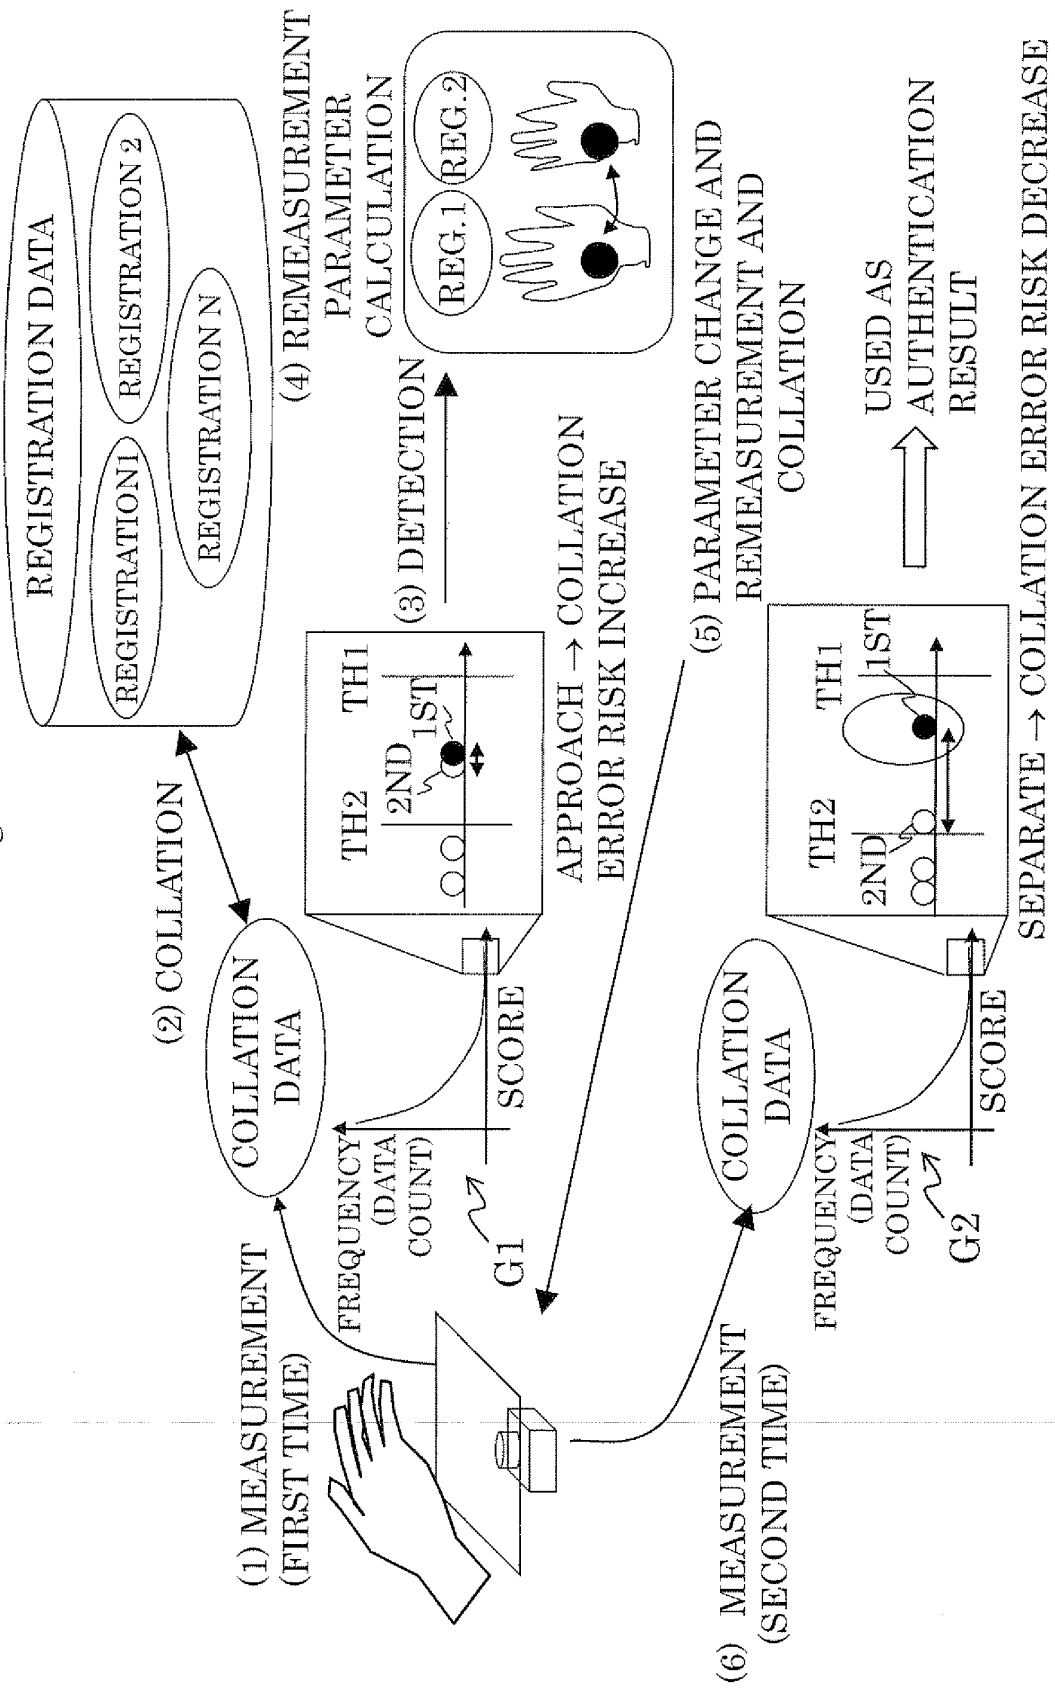 (1) MEASUREMENT
(FIRST TIME)
COLLATION
DATA
(2) COLLATION
REGISTRATION DATA
REGISTRATION1
REGISTRATION 2
REGISTRATION N
FREQUENCY
(DATA
COUNT)
G1
SCORE
TH2
TH1
2ND
1ST
(3) DETECTION
APPROACH → COLLATION
ERROR RISK INCREASE
(4) REMEASUREMENT
PARAMETER
CALCULATION
REG.1
REG.2
(5) PARAMETER CHANGE AND
REMEASUREMENT AND
COLLATION
(6) MEASUREMENT
(SECOND TIME)
COLLATION
DATA
FREQUENCY
(DATA
COUNT)
G2
SCORE
TH2
TH1
2ND
1ST
USED AS
AUTHENTICATION
RESULT
SEPARATE → COLLATION ERROR RISK DECREASE